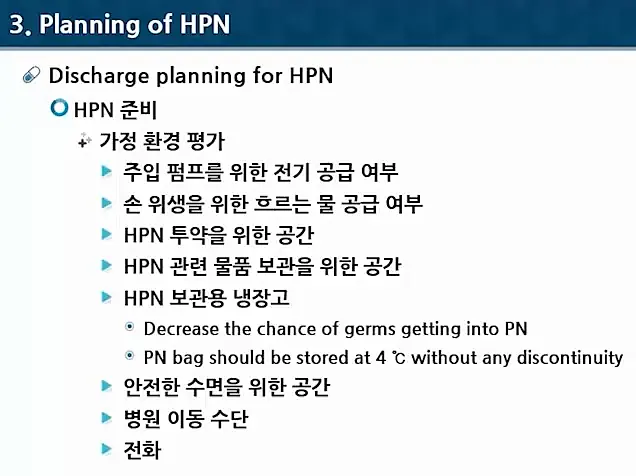 3. Planning of HPN
Discharge planning for HPN
HPN 준비
가정 환경 평가
주입 펌프를 위한 전기 공급 여부
손 위생을 위한 흐르는 물 공급 여부
HPN 투약을 위한 공간
HPN 관련 물품 보관을 위한 공간
HPN 보관용 냉장고
Decrease the chance of germs getting into PN
PN bag should be stored at 4 ℃ without any discontinuity
안전한 수면을 위한 공간
병원 이동 수단
전화